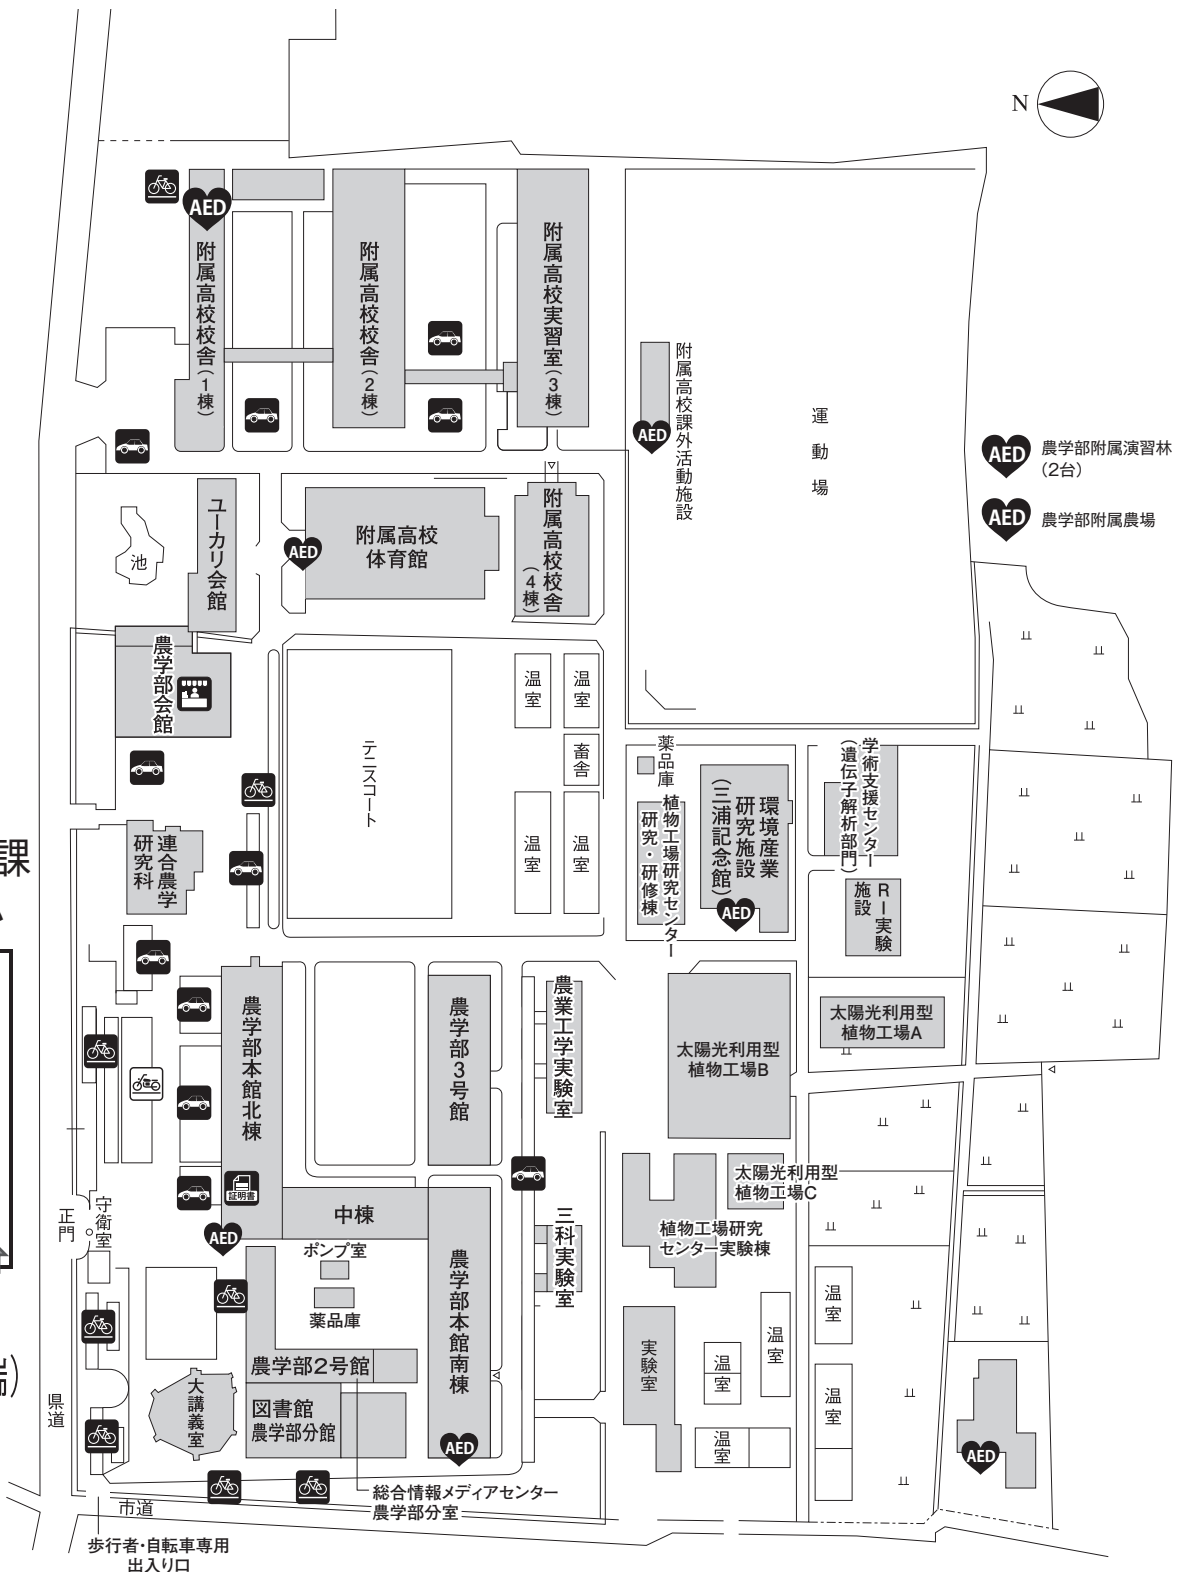 N
AED
附属高校校舎(1棟)
附属高校校舎(2棟)
附属高校実習室(3棟)
附属高校課外活動施設
AED
運動場
AED
農学部附属演習林
(2台)
AED
農学部附属農場
池
ユーカリ会館
AED
附属高校
体育館
附属高校校舎
(4棟)
農学部会館
テニスコート
温室
温室
畜舎
温室
温室
薬品庫
植物工場研究センター
研究・研修棟
環境産業
研究施設
(三浦記念館)
AED
学術支援センター
(遺伝子解析部門)
RI実験
施設
連合農学
研究科
課
農学部本館北棟
農学部3号館
農業工学実験室
太陽光利用型
植物工場B
太陽光利用型
植物工場A
太陽光利用型
植物工場C
植物工場研究
センター実験棟
証明書
AED
中棟
ポンプ室
薬品庫
農学部本館南棟
三科実験室
守衛室
正門
農学部2号館
図書館
農学部分館
大講義室
AED
実験室
温室
温室
温室
温室
温室
AED
県道
市道
総合情報メディアセンター
農学部分室
歩行者・自転車専用
出入り口